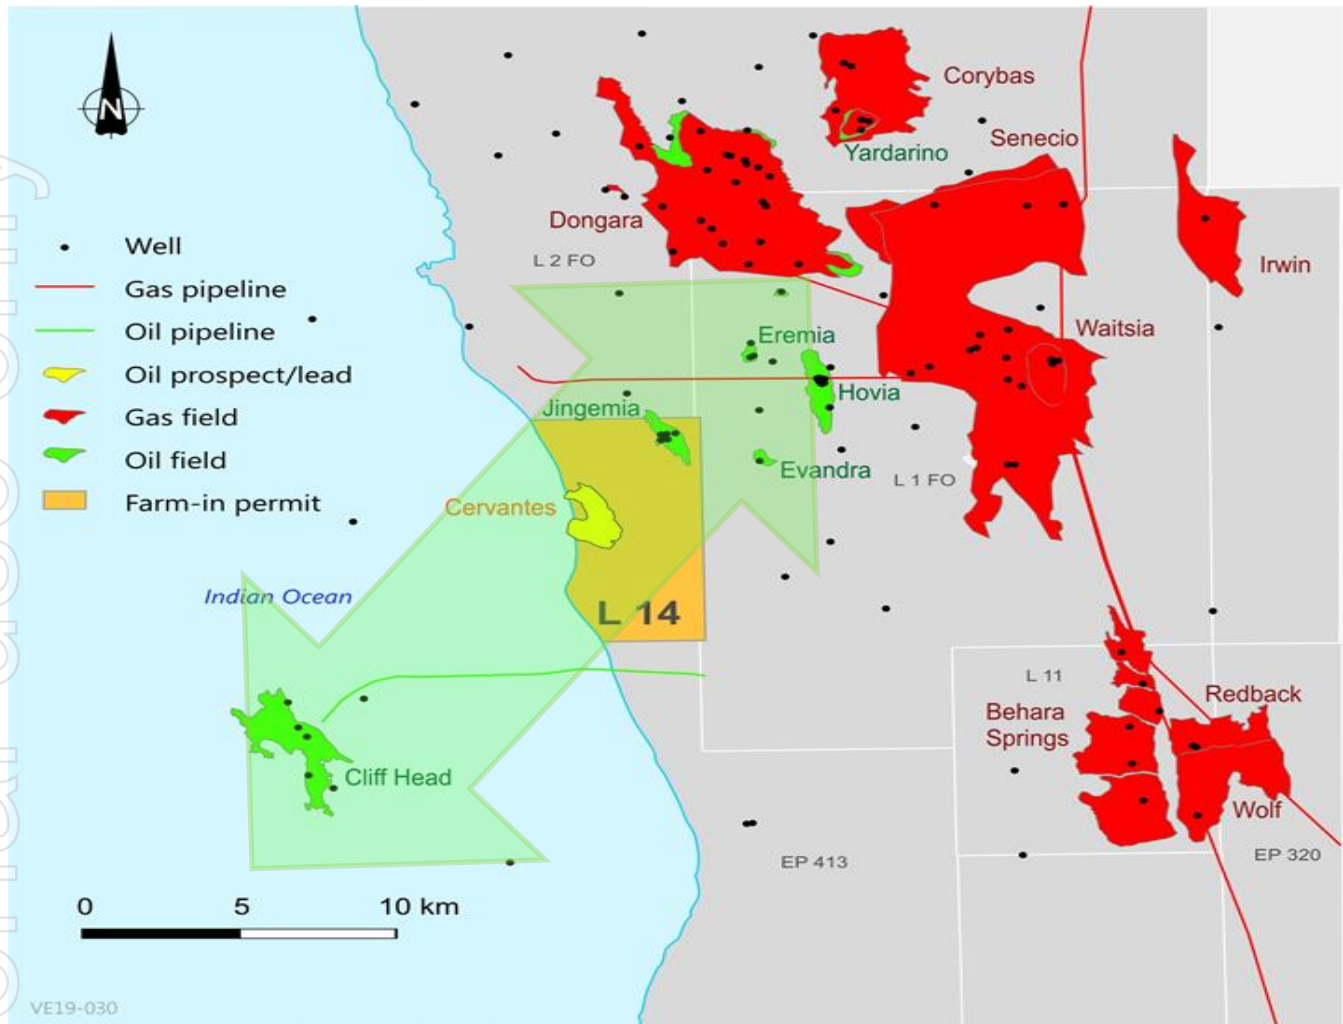 N
Corybas
Senecio
Yardarino
Dongara
L 2 FO
Irwin
Well
Gas pipeline
Oil pipeline
Oil prospect/lead
Gas field
Oil field
Farm-in permit
Eremia
Waitsia
Hovia
Jingemia
Evandra
L 1 FO
Cervantes
Indian Ocean
L 14
L 11
Redback
Behara
Springs
Cliff Head
Wolf
EP 413
EP 320
0 5 10 km
VE19-030